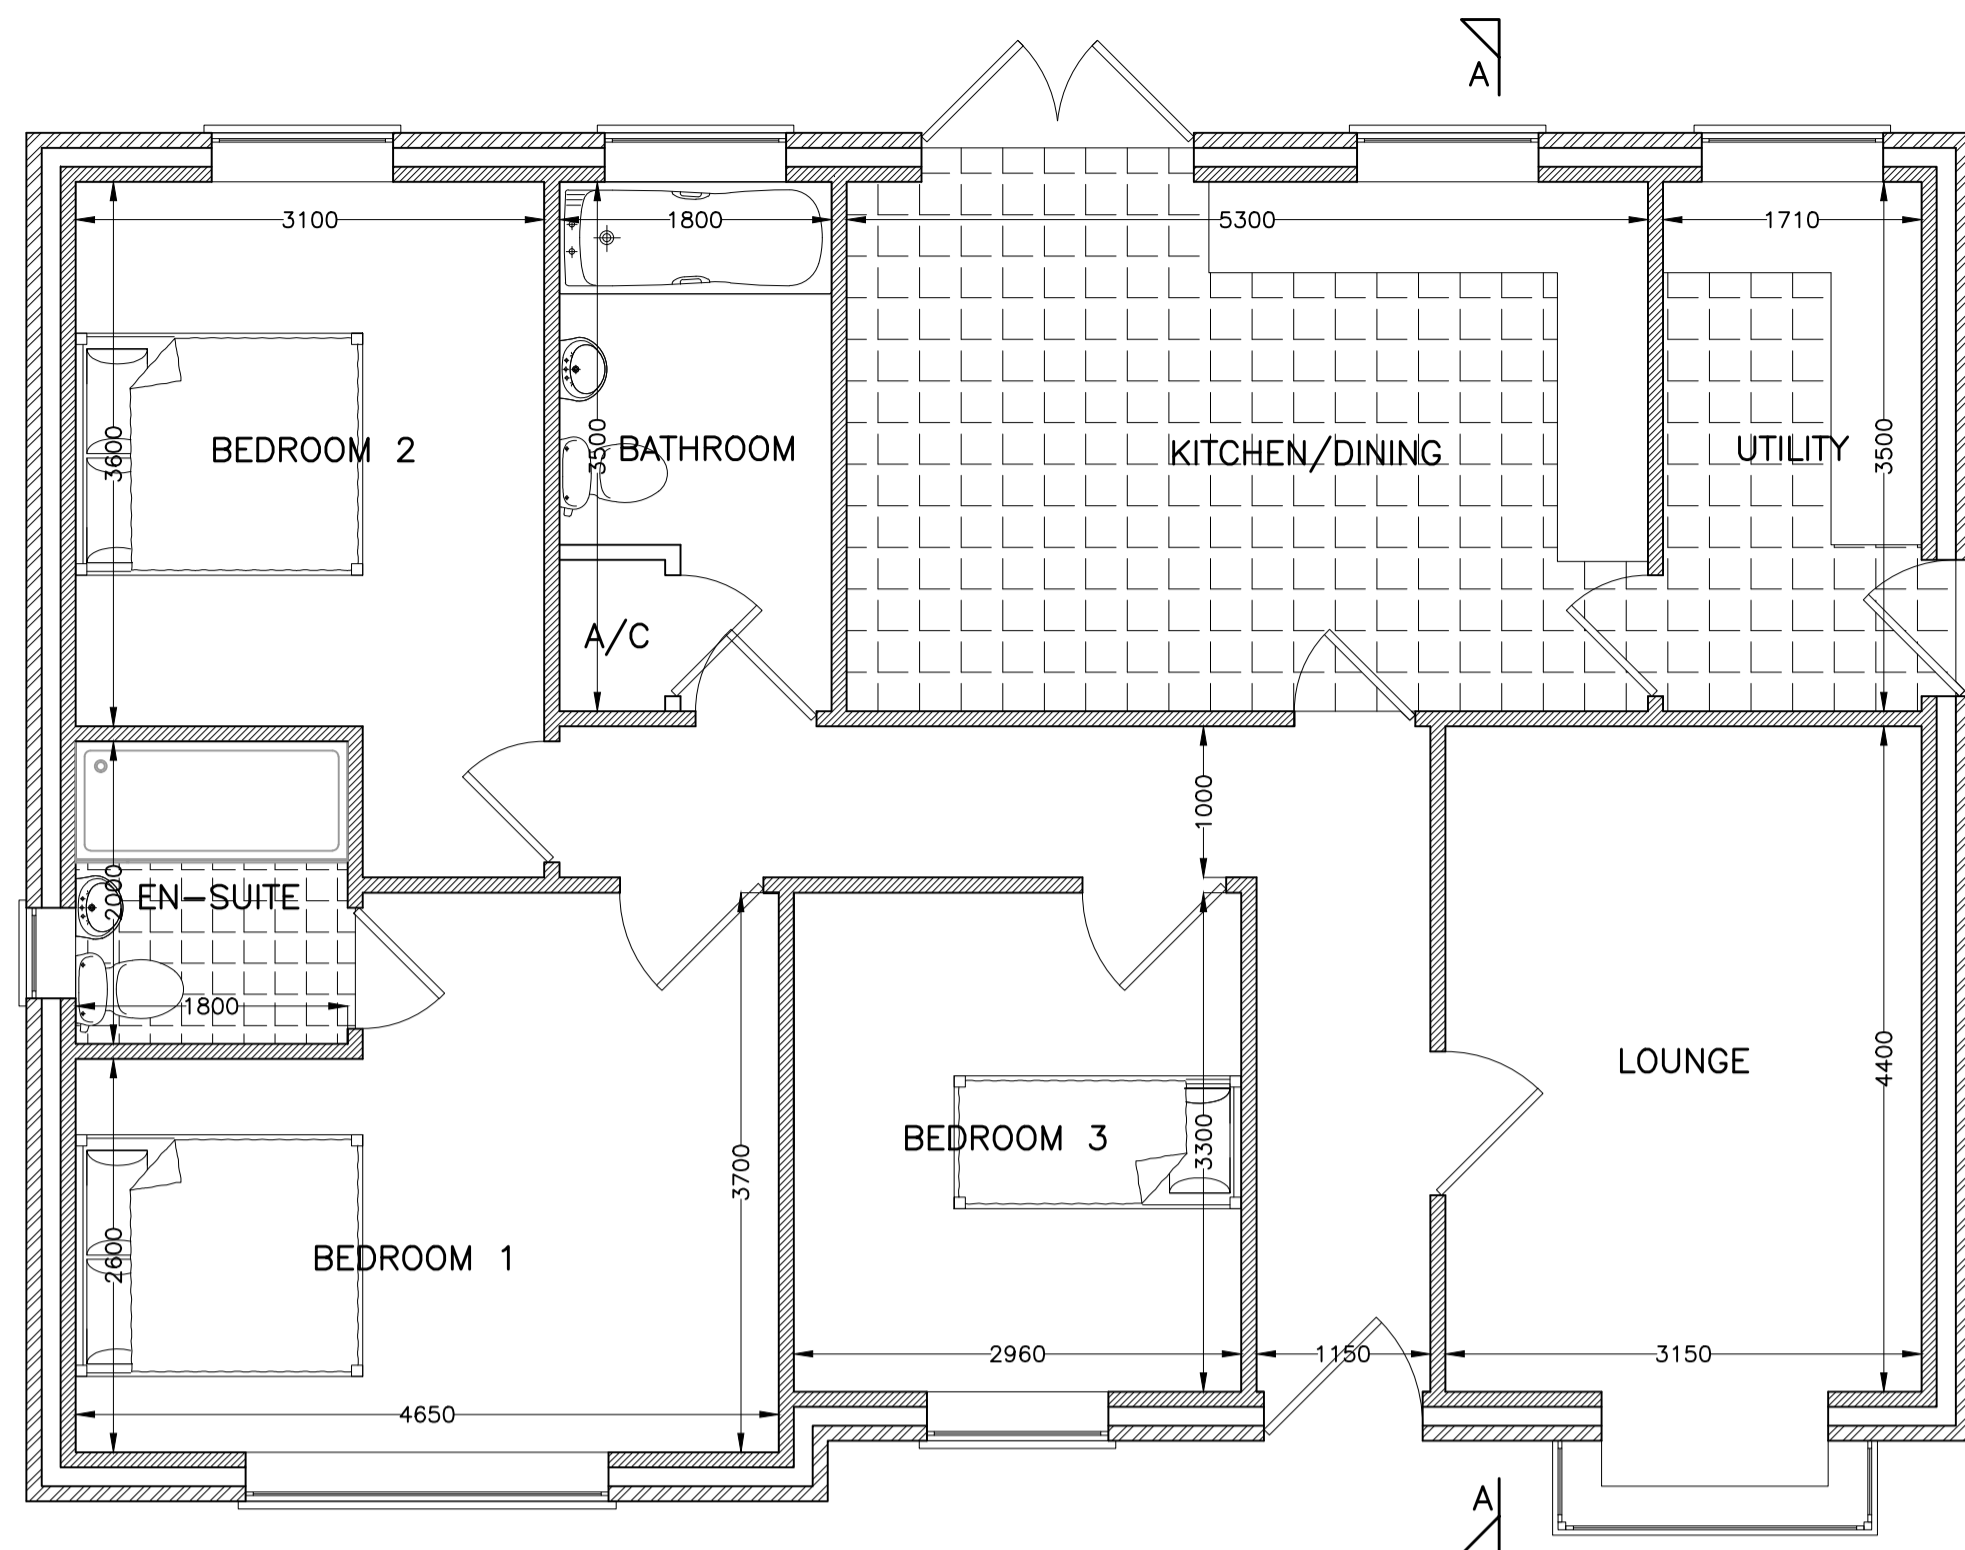 A
3100
1800
5300
1710
3600
BEDROOM 2
3500
BATHROOM
KITCHEN/DINING
UTILITY
3500
A/C
1000
2000
EN-SUITE
1800
LOUNGE
4400
BEDROOM 3
3300
3700
2600
BEDROOM 1
2960
1150
3150
4650
A